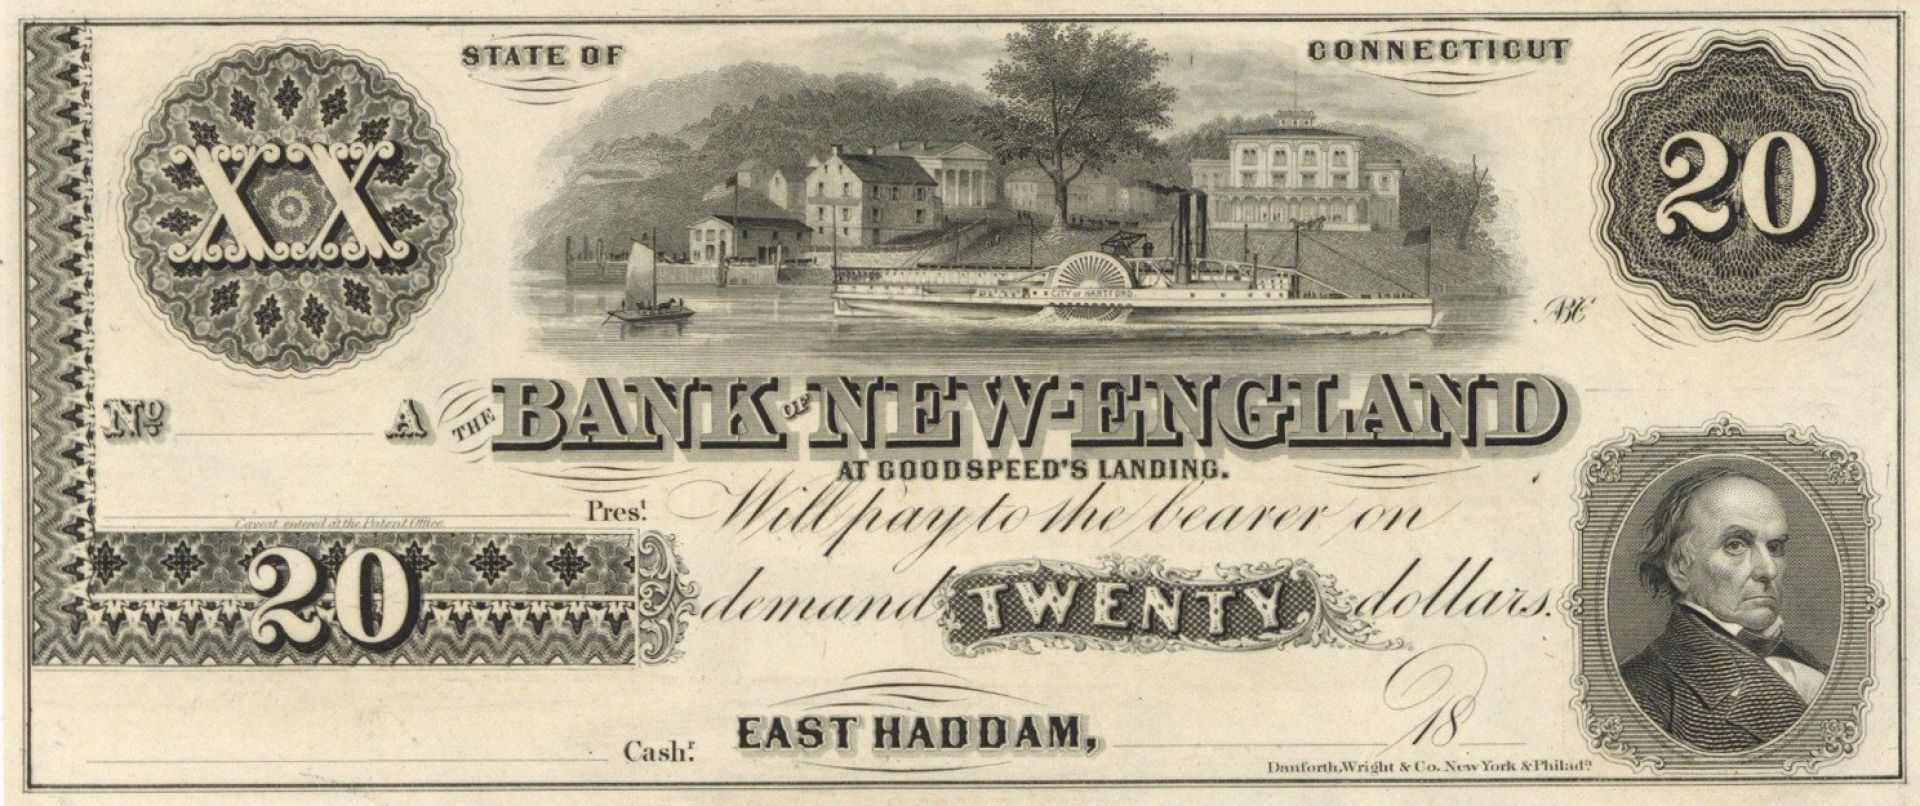 STATE OF CONNECTICUT
XX
20
CITY OF HARTFORD.
Nº A THE BANK OF NEW-ENGLAND
AT GOODSPEED'S LANDING.
Presᵗ Will pay to the bearer on
Caveat entered at the Patent Office.
20
demand TWENTY dollars.
Cashʳ. EAST HADDAM, 18
Danforth, Wright & Co. New York & Philadᵃ